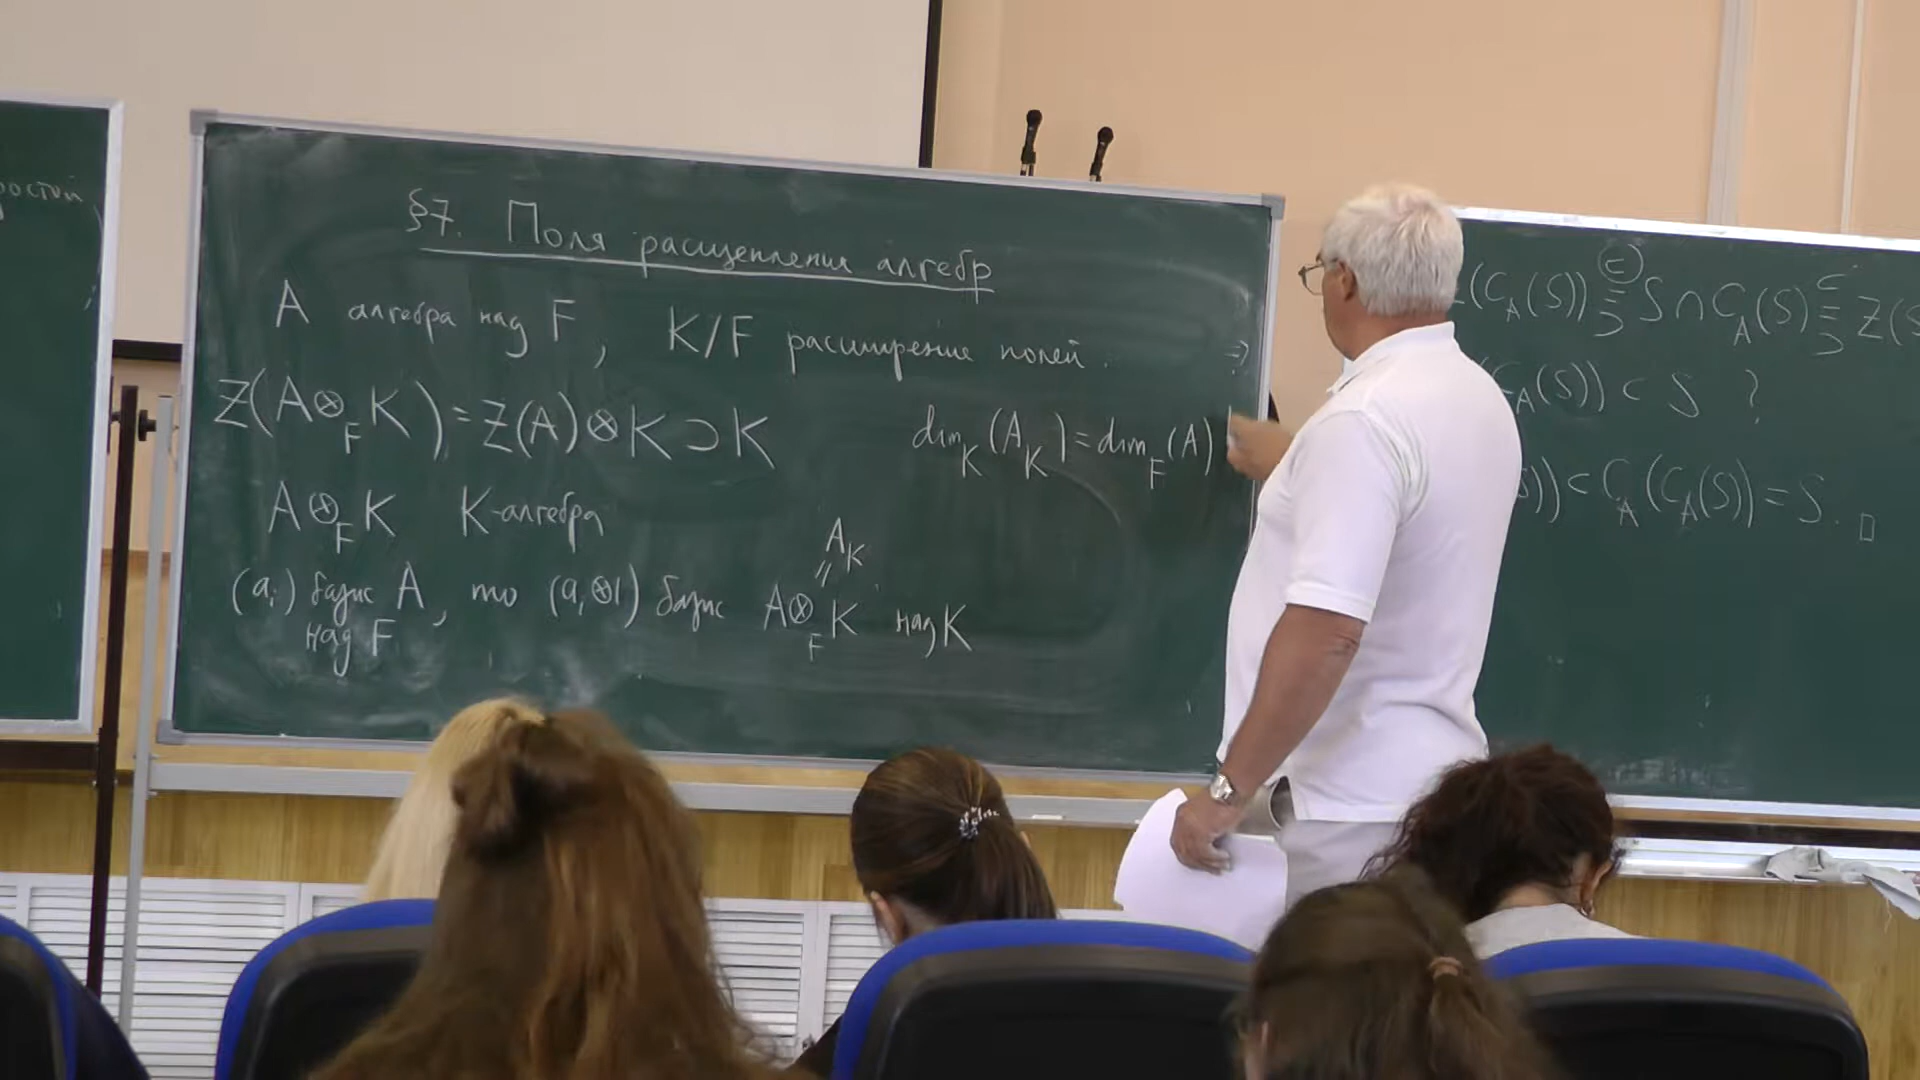 §7. Поля расщепления алгебр
A алгебра над F, K/F расширение полей. ⇒
Z(A⊗_F K) = Z(A)⊗K ⊃ K
dim_K (A_K) = dim_F (A)
A⊗_F K K-алгебра
A_K
=
(a_i) базис A, то (a_i⊗1) базис A⊗_F K над K
над F
(C_A(S)) S∩C_A(S) Z(S
A(S)) ⊂ S ?
S)) ⊂ C_A(C_A(S)) = S. □